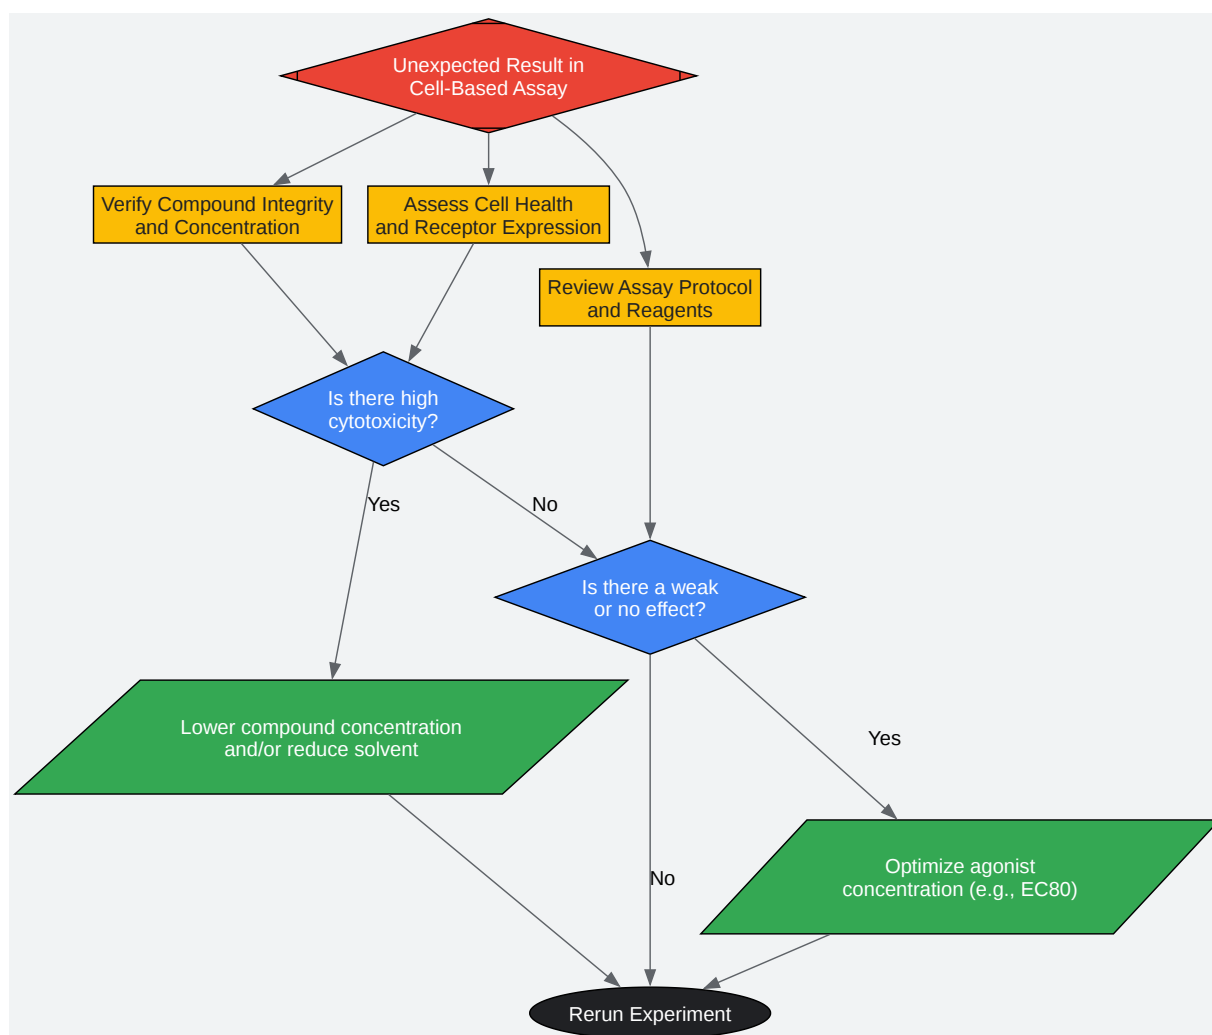 Unexpected Result in
Cell-Based Assay
Verify Compound Integrity
and Concentration
Assess Cell Health
and Receptor Expression
Review Assay Protocol
and Reagents
Is there high
cytotoxicity?
Yes
No
Is there a weak
or no effect?
Lower compound concentration
and/or reduce solvent
Yes
No
Optimize agonist
concentration (e.g., EC80)
Rerun Experiment